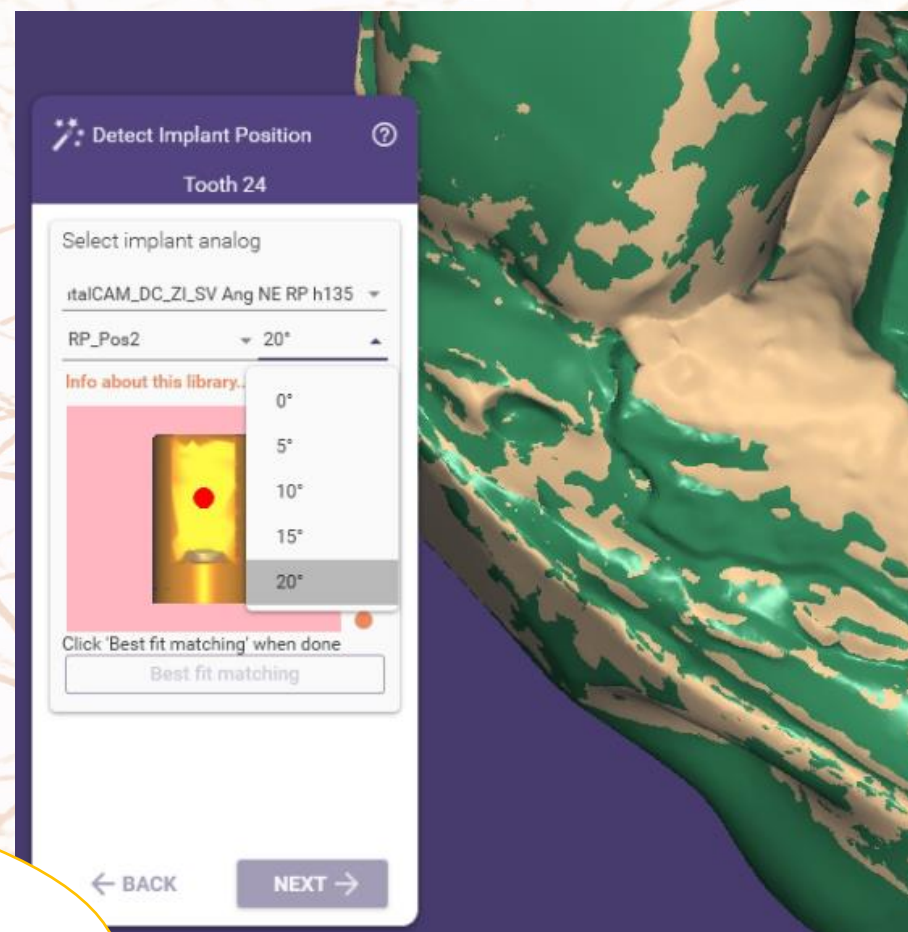 Detect Implant Position
Tooth 24
Select implant analog
ıtalCAM_DC_ZI_SV Ang NE RP h135
RP_Pos2 20°
Info about this library..
0°
5°
10°
15°
20°
Click 'Best fit matching' when done
Best fit matching
← BACK NEXT →